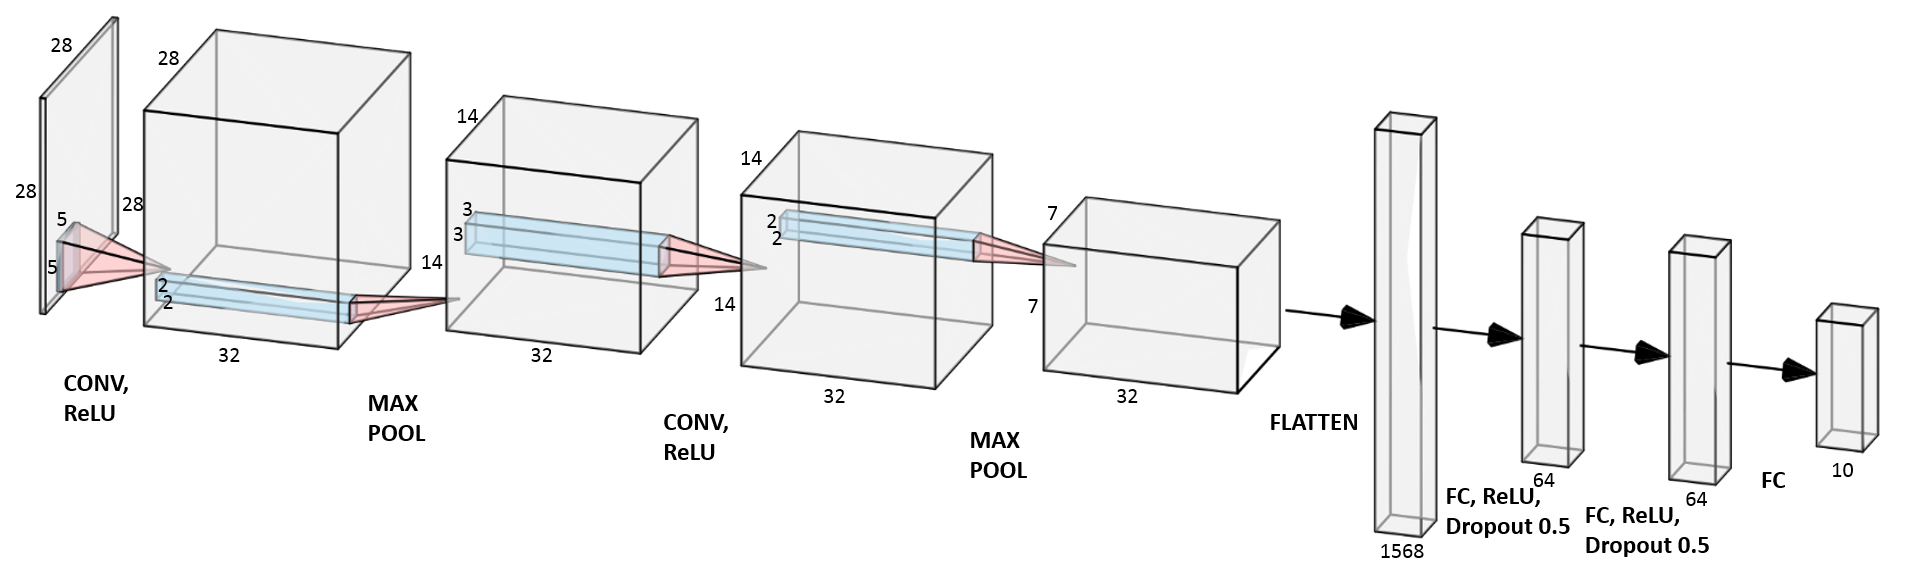 28
28
5
5
CONV,
ReLU
28
28
2
2
32
MAX
POOL
14
14
3
3
32
CONV,
ReLU
14
14
2
2
32
MAX
POOL
7
7
32
FLATTEN
1568
FC, ReLU,
Dropout 0.5
64
FC, ReLU,
Dropout 0.5
64
FC
10